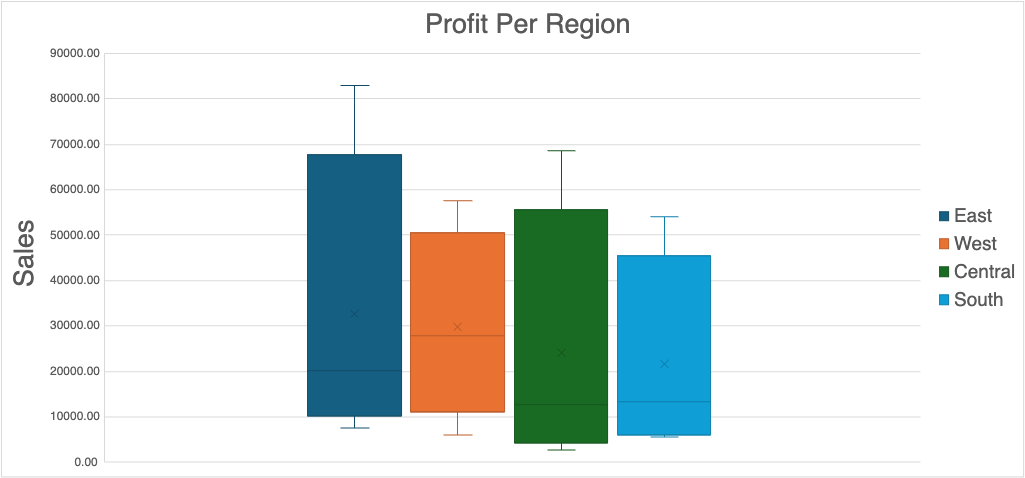 Profit Per Region
90000.00
80000.00
70000.00
60000.00
50000.00
40000.00
30000.00
20000.00
10000.00
0.00
Sales
East
West
Central
South